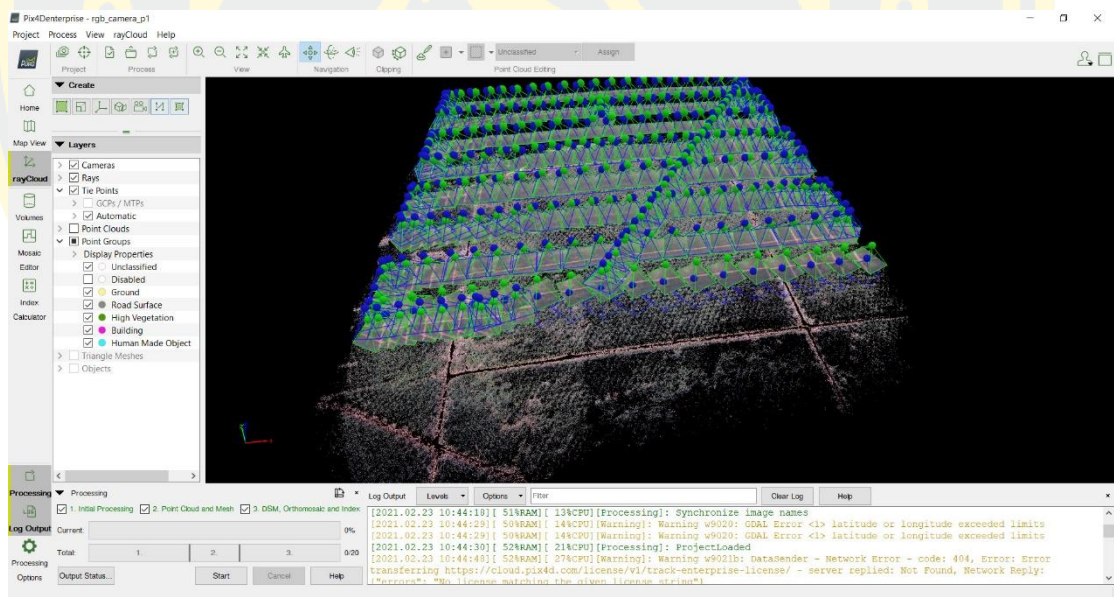 Pix4Denterprise - rgb_camera_p1
Project Process View rayCloud Help
Unclassified Assign
Project Process View Navigation Clipping Point Cloud Editing
Home
Map View
rayCloud
Volumes
Mosaic Editor
Index Calculator
Create
Layers
Cameras
Rays
Tie Points
GCPs / MTPs
Automatic
Point Clouds
Point Groups
Display Properties
Unclassified
Disabled
Ground
Road Surface
High Vegetation
Building
Human Made Object
Triangle Meshes
Objects
Processing
Log Output
Processing Options
Processing
1. Initial Processing 2. Point Cloud and Mesh 3. DSM, Orthomosaic and Index
Current: 0%
Total: 1. 2. 3. 0/20
Output Status... Start Cancel Help
Log Output Levels Options Filter Clear Log Help
[2021.02.23 10:44:18][ 51%RAM][ 13%CPU][Processing]: Synchronize image names
[2021.02.23 10:44:29][ 50%RAM][ 14%CPU][Warning]: Warning w9020: GDAL Error <1> latitude or longitude exceeded limits
[2021.02.23 10:44:29][ 50%RAM][ 14%CPU][Warning]: Warning w9020: GDAL Error <1> latitude or longitude exceeded limits
[2021.02.23 10:44:30][ 52%RAM][ 21%CPU][Processing]: ProjectLoaded
[2021.02.23 10:44:40][ 52%RAM][ 27%CPU][Warning]: Warning w9021b: DataSender - Network Error - code: 404, Error: Error
transferring https://cloud.pix4d.com/license/v1/track-enterprise-license/ - server replied: Not Found, Network Reply:
{"errors": "No license matching the given license string"}